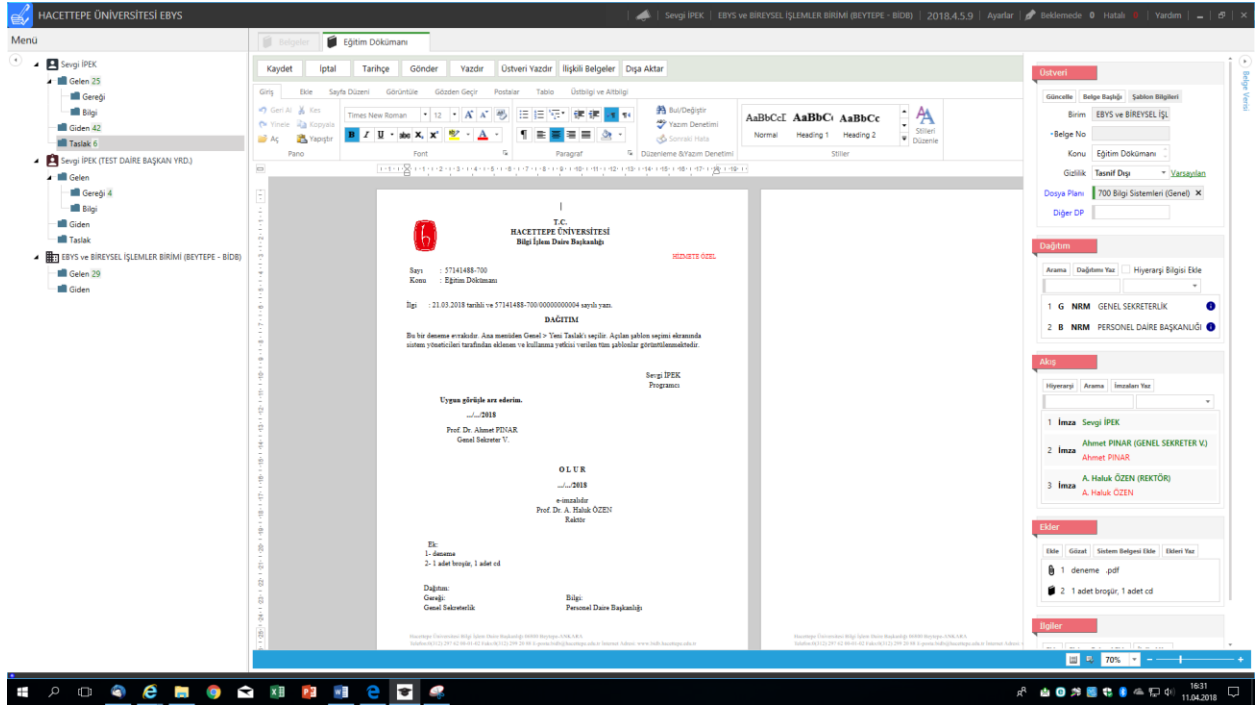 HACETTEPE ÜNİVERSİTESİ EBYS
Sevgi İPEK | EBYS ve BİREYSEL İŞLEMLER BİRİMİ (BEYTEPE - BİDB) | 2018.4.5.9 | Ayarlar | Beklemede 0 Hatalı | Yardım
Menü
Belgeler
Eğitim Dökümanı
Sevgi İPEK
Gelen 25
Gereği
Bilgi
Giden 42
Taslak 6
Sevgi İPEK (TEST DAİRE BAŞKAN YRD.)
Gelen
Gereği 4
Bilgi
Giden
Taslak
EBYS ve BİREYSEL İŞLEMLER BİRİMİ (BEYTEPE - BİDB)
Gelen 29
Giden
Kaydet İptal Tarihçe Gönder Yazdır Üstveri Yazdır İlişkili Belgeler Dışa Aktar
Giriş Ekle Sayfa Düzeni Görüntüle Gözden Geçir Postalar Tablo Üstbilgi ve Altbilgi
Geri Al Kes
Yinele Kopyala
Aç Yapıştır
Pano
Times New Roman 12
Font
Paragraf
Bul/Değiştir
Yazım Denetimi
Sonraki Hata
Düzenleme &Yazım Denetimi
AaBbCcI AaBbC AaBbCc
Normal Heading 1 Heading 2
Stilleri
Düzenle
Stiller
T.C.
HACETTEPE ÜNİVERSİTESİ
Bilgi İşlem Daire Başkanlığı
HİZMETE ÖZEL
Sayı : 57141488-700
Konu : Eğitim Dökümanı
İlgi : 21.03.2018 tarihli ve 57141488-700/00000000004 sayılı yazı.
DAĞITIM
Bu bir deneme evrakıdır. Ana menüden Genel > Yeni Taslak'ı seçilir. Açılan şablon seçimi ekranında
sistem yöneticileri tarafından eklenen ve kullanma yetkisi verilen tüm şablonlar görüntülenmektedir.
Sevgi İPEK
Programcı
Uygun görüşle arz ederim.
.../.../2018
Prof. Dr. Ahmet PINAR
Genel Sekreter V.
O L U R
.../.../2018
e-imzalıdır
Prof. Dr. A. Haluk ÖZEN
Rektör
Ek:
1- deneme
2- 1 adet broşür, 1 adet cd
Dağıtım:
Gereği: Bilgi:
Genel Sekreterlik Personel Daire Başkanlığı
Üstveri
Güncelle Belge Başlığı Şablon Bilgileri
Birim EBYS ve BİREYSEL İŞL
-Belge No
Konu Eğitim Dökümanı
Gizlilik Tasnif Dışı Varsayılan
Dosya Planı 700 Bilgi Sistemleri (Genel) X
Diğer DP
Belge Verisi
Dağıtım
Arama Dağıtımı Yaz Hiyerarşi Bilgisi Ekle
1 G NRM GENEL SEKRETERLİK
2 B NRM PERSONEL DAİRE BAŞKANLIĞI
Akış
Hiyerarşi Arama İmzaları Yaz
1 İmza Sevgi İPEK
2 İmza Ahmet PINAR (GENEL SEKRETER V.)
Ahmet PINAR
3 İmza A. Haluk ÖZEN (REKTÖR)
A. Haluk ÖZEN
Ekler
Ekle Gözat Sistem Belgesi Ekle Ekleri Yaz
1 deneme .pdf
2 1 adet broşür, 1 adet cd
İlgiler
70%
16:31
11.04.2018